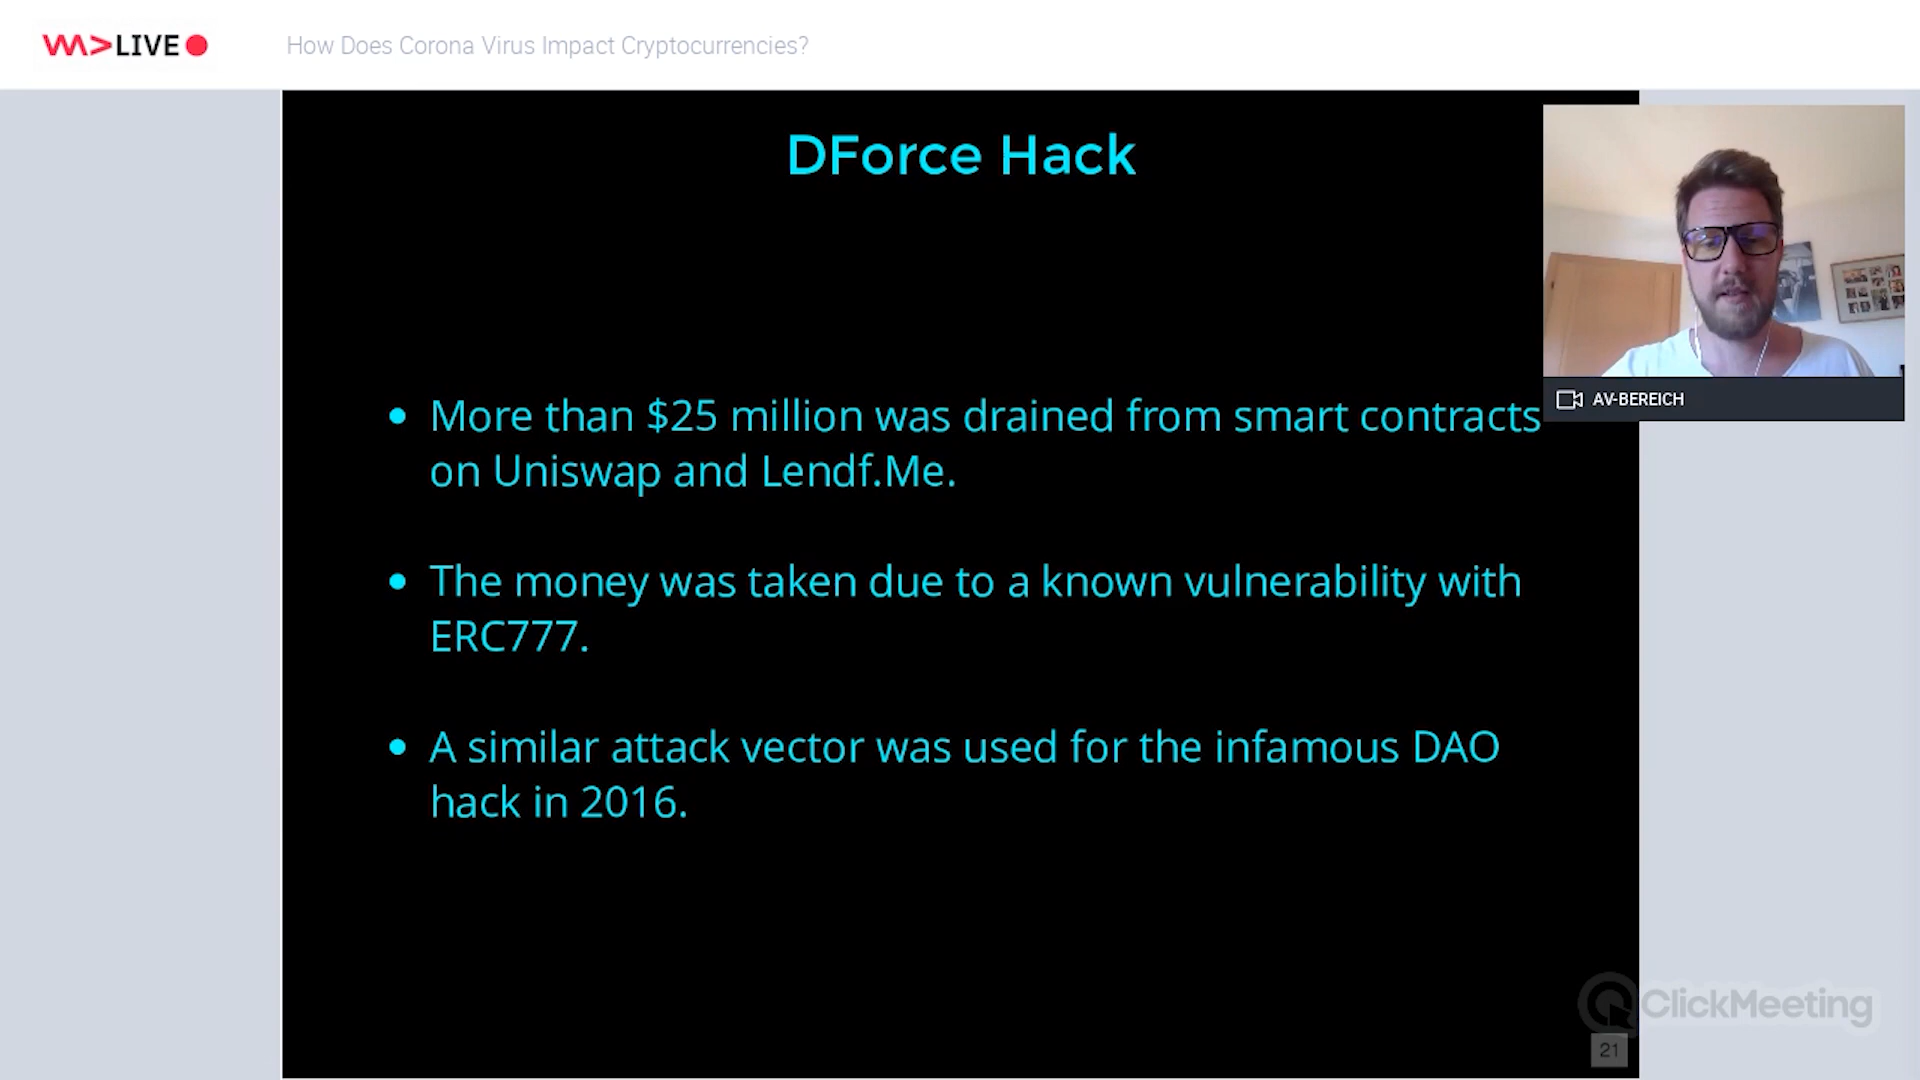 LIVE
How Does Corona Virus Impact Cryptocurrencies?
DForce Hack
AV-BEREICH
• More than $25 million was drained from smart contracts
on Uniswap and Lendf.Me.
• The money was taken due to a known vulnerability with
ERC777.
• A similar attack vector was used for the infamous DAO
hack in 2016.
ClickMeeting
21